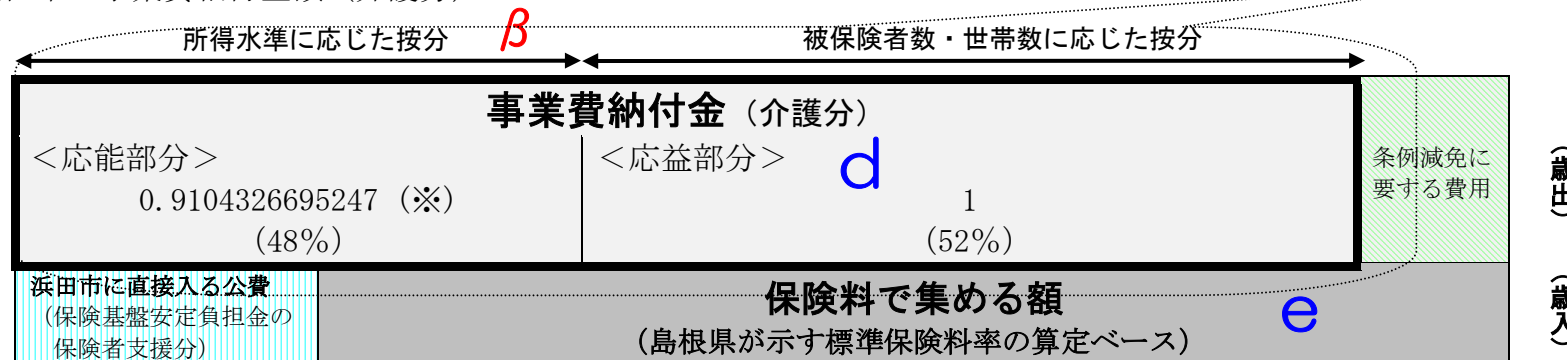 所得水準に応じた按分
β
被保険者数・世帯数に応じた按分
事業費納付金（介護分）
＜応能部分＞
0.9104326695247（※）
(48%)
＜応益部分＞
d
1
(52%)
条例減免に
要する費用
（歳出）
浜田市に直接入る公費
（保険基盤安定負担金の
保険者支援分）
保険料で集める額
e
（島根県が示す標準保険料率の算定ベース）
（歳入）